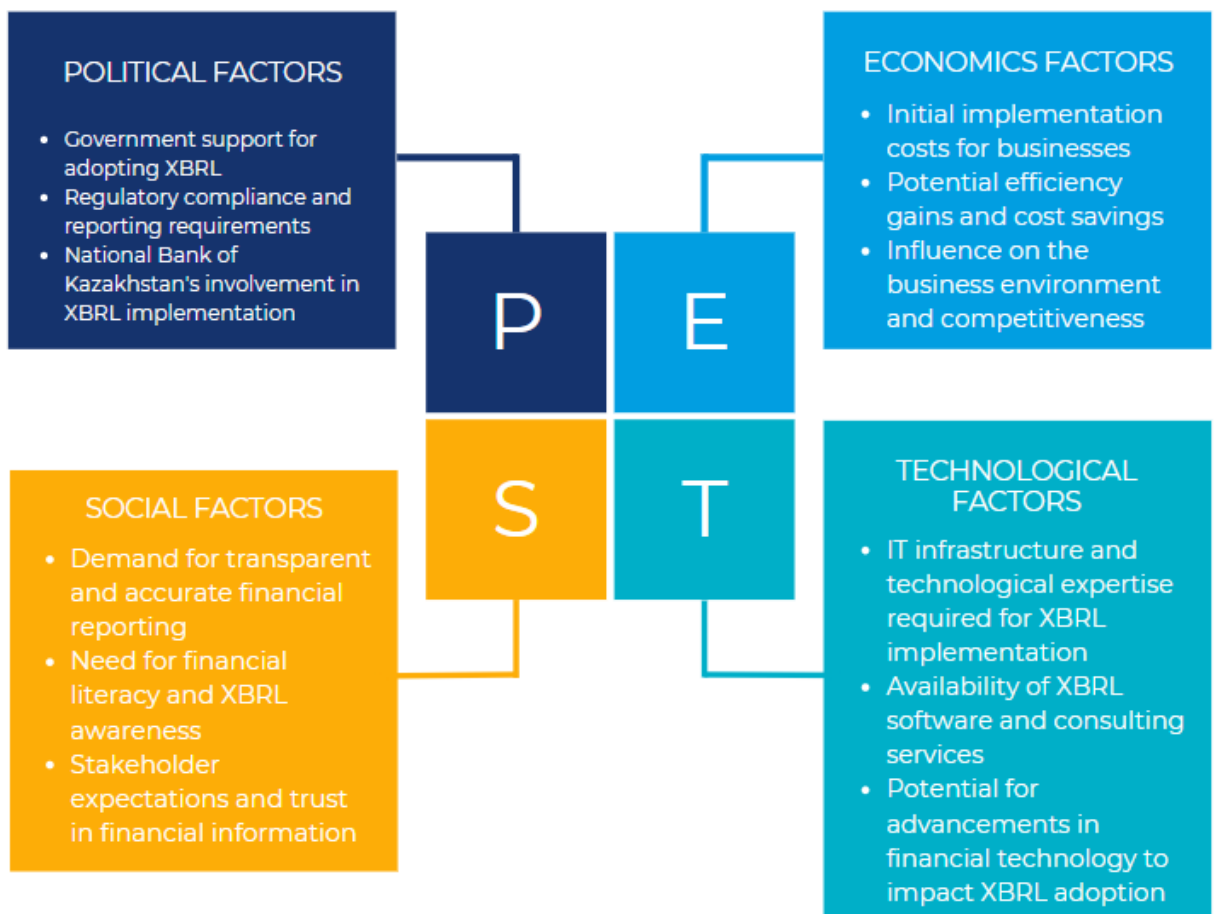 POLITICAL FACTORS
• Government support for
adopting XBRL
• Regulatory compliance and
reporting requirements
• National Bank of
Kazakhstan's involvement in
XBRL implementation
ECONOMICS FACTORS
• Initial implementation
costs for businesses
• Potential efficiency
gains and cost savings
• Influence on the
business environment
and competitiveness
P
E
S
T
SOCIAL FACTORS
• Demand for transparent
and accurate financial
reporting
• Need for financial
literacy and XBRL
awareness
• Stakeholder
expectations and trust
in financial information
TECHNOLOGICAL
FACTORS
• IT infrastructure and
technological expertise
required for XBRL
implementation
• Availability of XBRL
software and consulting
services
• Potential for
advancements in
financial technology to
impact XBRL adoption